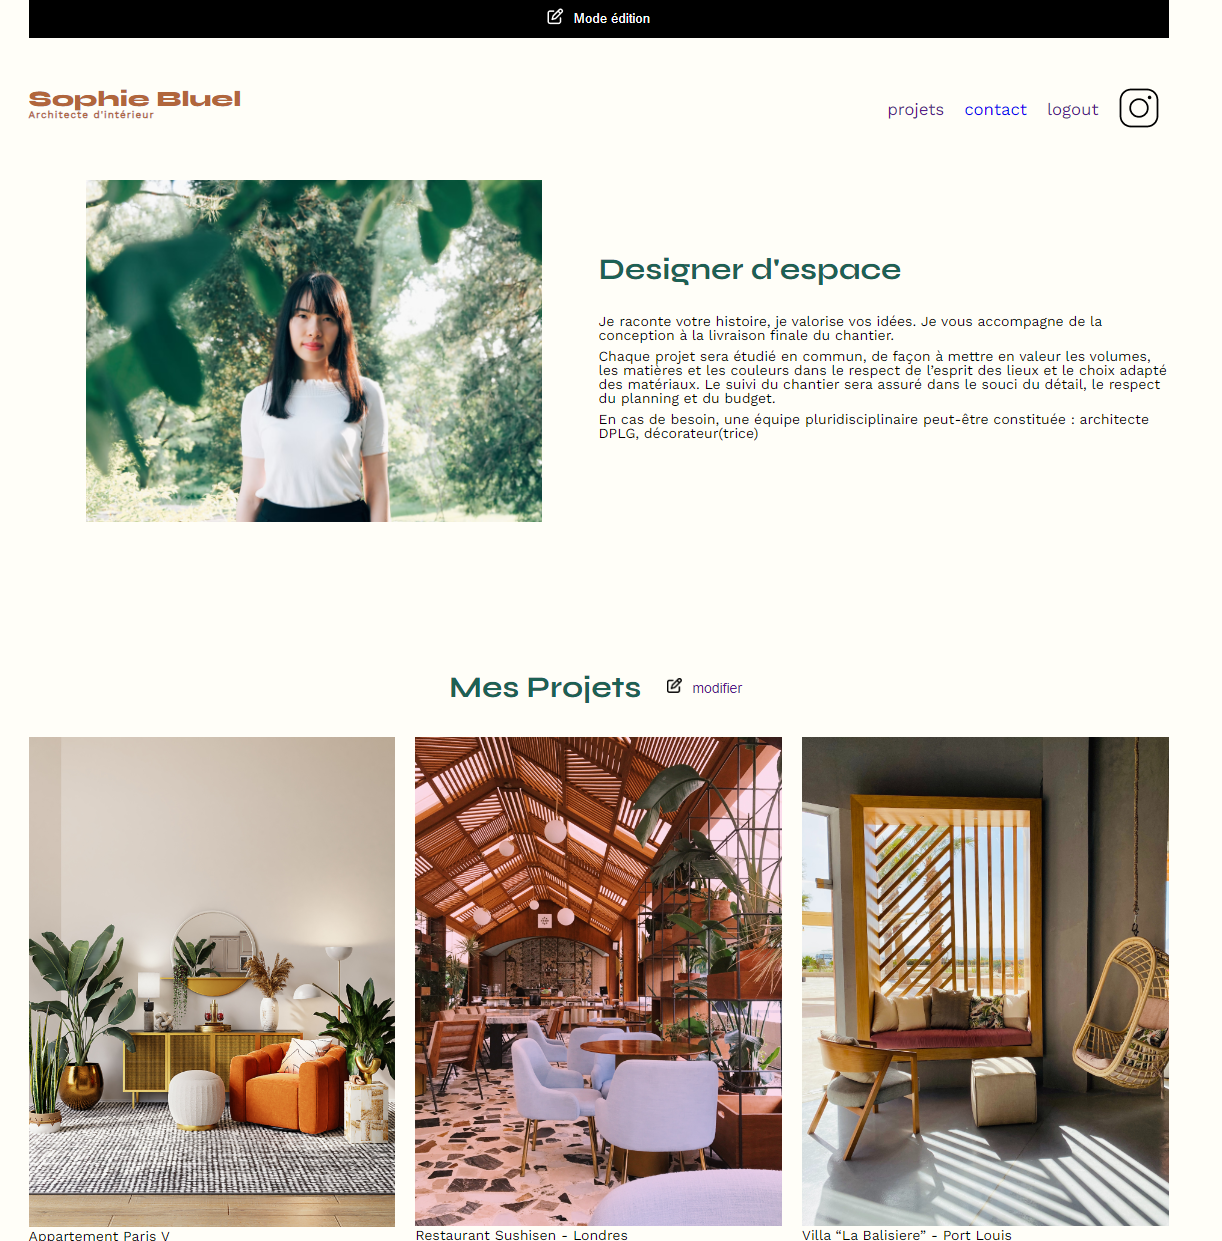 Mode édition
Sophie Bluel
Architecte d'intérieur
projets contact logout
Designer d'espace
Je raconte votre histoire, je valorise vos idées. Je vous accompagne de la
conception à la livraison finale du chantier.
Chaque projet sera étudié en commun, de façon à mettre en valeur les volumes,
les matières et les couleurs dans le respect de l’esprit des lieux et le choix adapté
des matériaux. Le suivi du chantier sera assuré dans le souci du détail, le respect
du planning et du budget.
En cas de besoin, une équipe pluridisciplinaire peut-être constituée : architecte
DPLG, décorateur(trice)
Mes Projets modifier
Appartement Paris V
Restaurant Sushisen - Londres
Villa “La Balisiere” - Port Louis